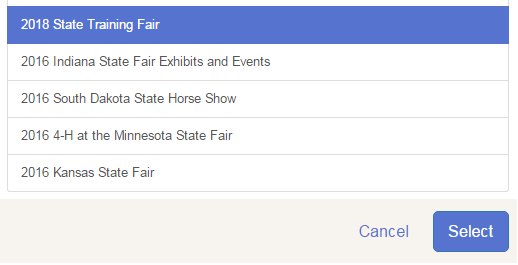 2018 State Training Fair
2016 Indiana State Fair Exhibits and Events
2016 South Dakota State Horse Show
2016 4-H at the Minnesota State Fair
2016 Kansas State Fair
Cancel Select